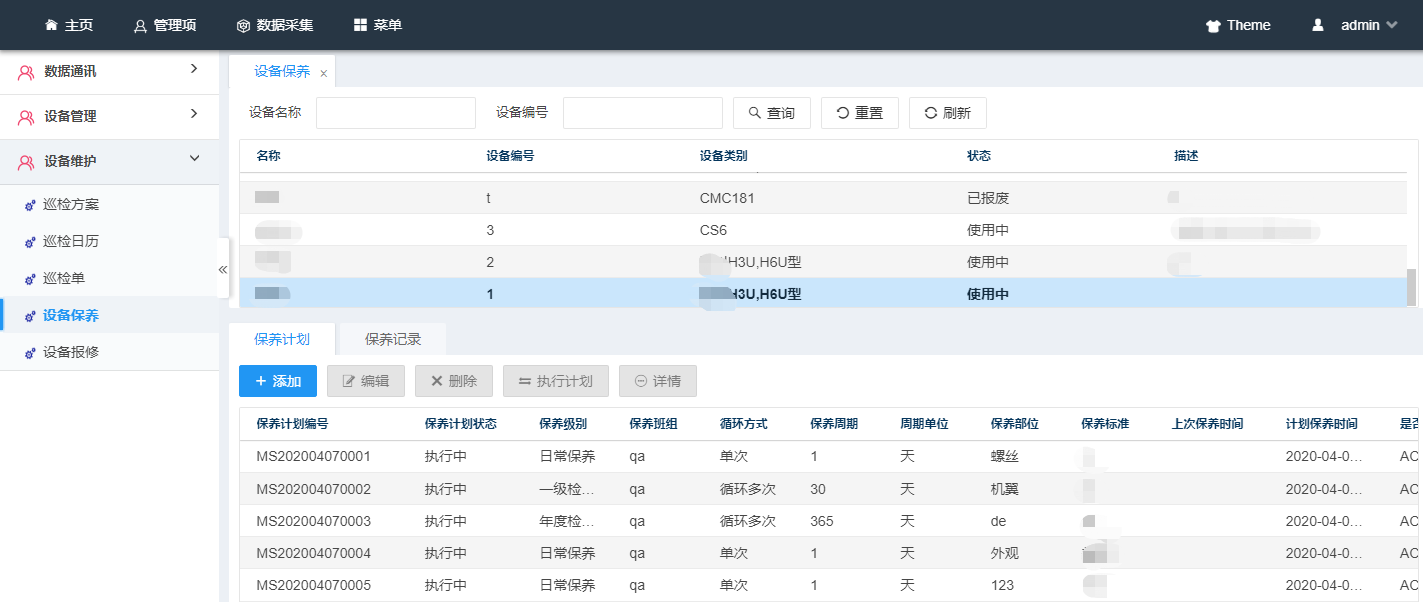 主页 管理项 数据采集 菜单 Theme admin
数据通讯
设备管理
设备维护
巡检方案
巡检日历
巡检单
设备保养
设备报修
设备保养 ×
设备名称 设备编号 查询 重置 刷新
名称 设备编号 设备类别 状态 描述
t CMC181 已报废
3 CS6 使用中
2 H3U,H6U型 使用中
1 H3U,H6U型 使用中
保养计划 保养记录
添加 编辑 删除 执行计划 详情
保养计划编号 保养计划状态 保养级别 保养班组 循环方式 保养周期 周期单位 保养部位 保养标准 上次保养时间 计划保养时间 是否
MS202004070001 执行中 日常保养 qa 单次 1 天 螺丝 2020-04-0... AC
MS202004070002 执行中 一级检... qa 循环多次 30 天 机翼 2020-04-0... AC
MS202004070003 执行中 年度检... qa 循环多次 365 天 de 2020-04-0... AC
MS202004070004 执行中 日常保养 qa 单次 1 天 外观 2020-04-0... AC
MS202004070005 执行中 日常保养 qa 单次 1 天 123 2020-04-0... AC